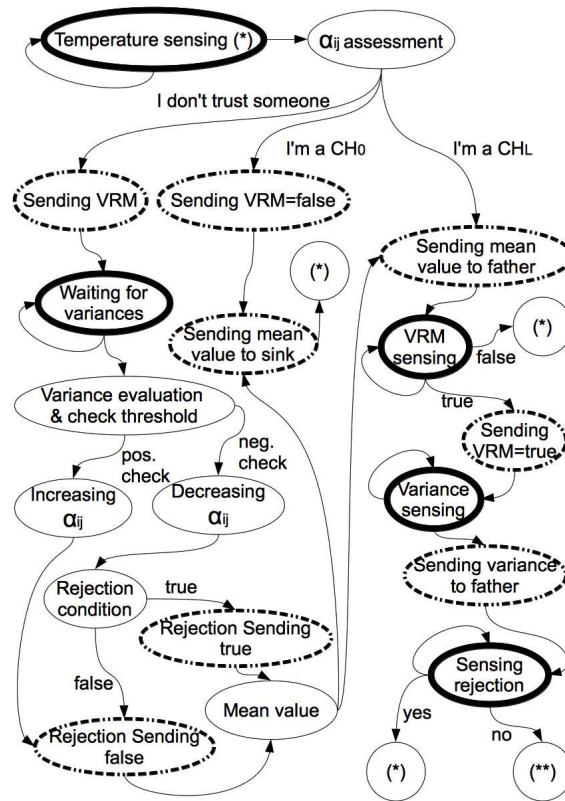 Temperature sensing (*)
αij assessment
I don't trust someone
I'm a CH0
I'm a CHL
Sending VRM
Sending VRM=false
Sending mean
value to father
(*)
Waiting for
variances
Sending mean
value to sink
VRM
sensing
false
(*)
true
Variance evaluation
& check threshold
Sending
VRM=true
pos.
check
neg.
check
Variance
sensing
Increasing
αij
Decreasing
αij
Sending variance
to father
Rejection
condition
true
Rejection Sending
true
Sensing
rejection
false
Mean value
yes
no
Rejection Sending
false
(*)
(**)